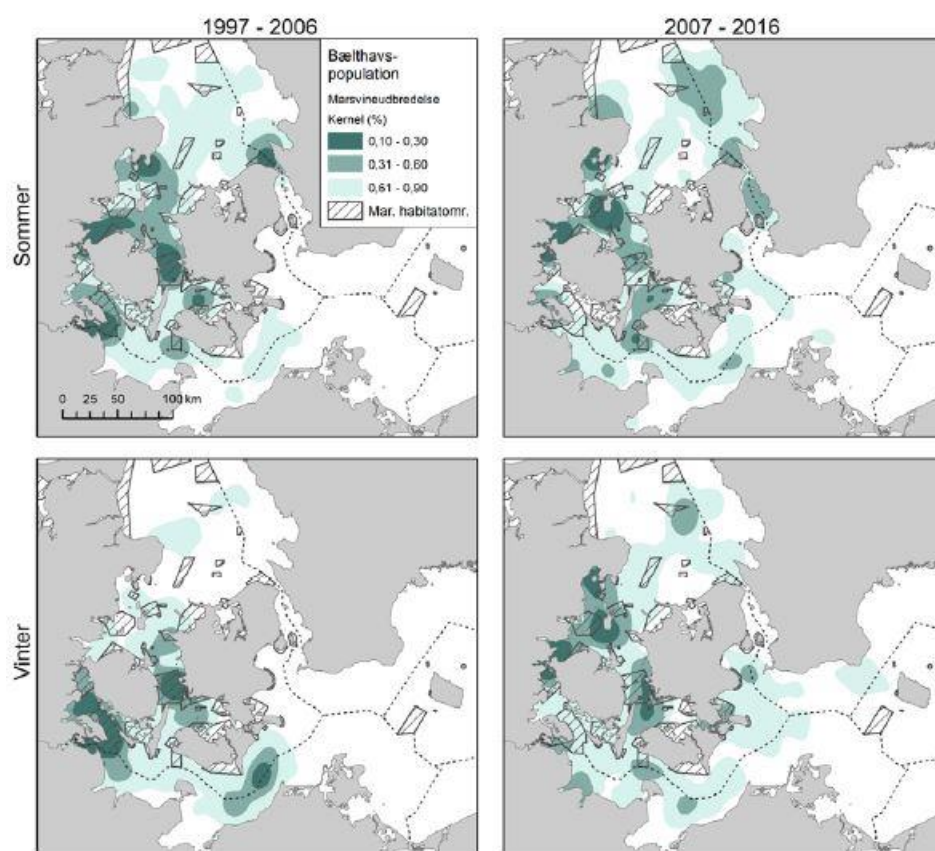 1997 - 2006
2007 - 2016
Bælthavs-
population
Marsvineudbredelse
Kernel (%)
0,10 - 0,30
0,31 - 0,60
0,61 - 0,90
Mar. habitatomr.
Sommer
0 25 50 100 km
Vinter